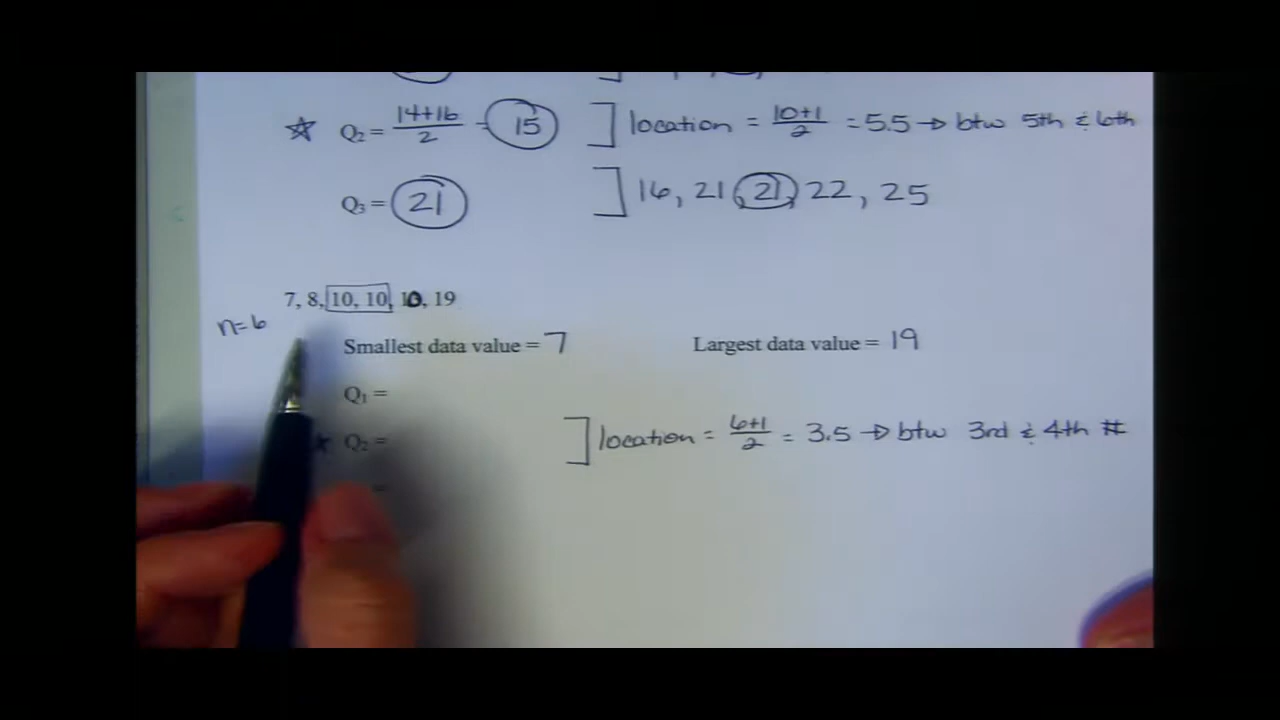 Q₂ = 14+16/2 = 15 ] location = 10+1/2 = 5.5 → btw 5th & 6th
Q₃ = 21 ] 16, 21, 21, 22, 25
7, 8, 10, 10, 10, 19
n=6
Smallest data value = 7 Largest data value = 19
Q₁ =
Q₂ = ] location = 6+1/2 = 3.5 → btw 3rd & 4th #
=